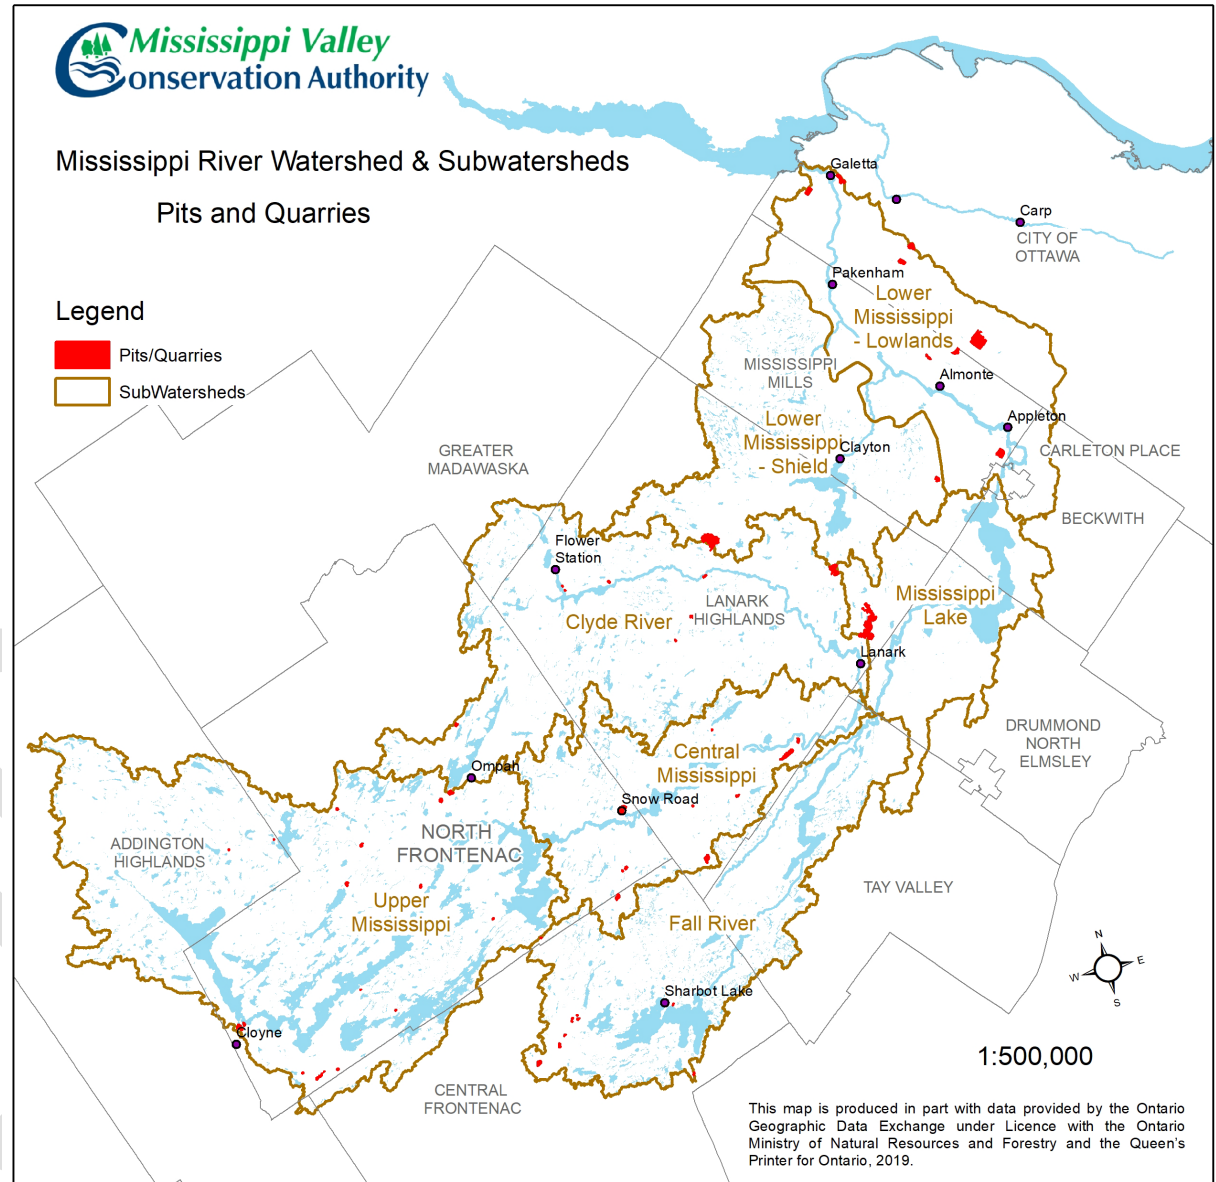 Mississippi Valley
Conservation Authority
Mississippi River Watershed & Subwatersheds
Pits and Quarries
Legend
Pits/Quarries
SubWatersheds
Galetta
Carp
CITY OF
OTTAWA
Pakenham
Lower
Mississippi
- Lowlands
MISSISSIPPI
MILLS
Almonte
Appleton
Lower
Mississippi
- Shield
Clayton
CARLETON PLACE
GREATER
MADAWASKA
BECKWITH
Flower
Station
LANARK
HIGHLANDS
Clyde River
Mississippi
Lake
Lanark
DRUMMOND
NORTH
ELMSLEY
Central
Mississippi
Ompah
Snow Road
NORTH
FRONTENAC
ADDINGTON
HIGHLANDS
Upper
Mississippi
TAY VALLEY
Fall River
Sharbot Lake
Cloyne
CENTRAL
FRONTENAC
N
W
E
S
1:500,000
This map is produced in part with data provided by the Ontario
Geographic Data Exchange under Licence with the Ontario
Ministry of Natural Resources and Forestry and the Queen's
Printer for Ontario, 2019.